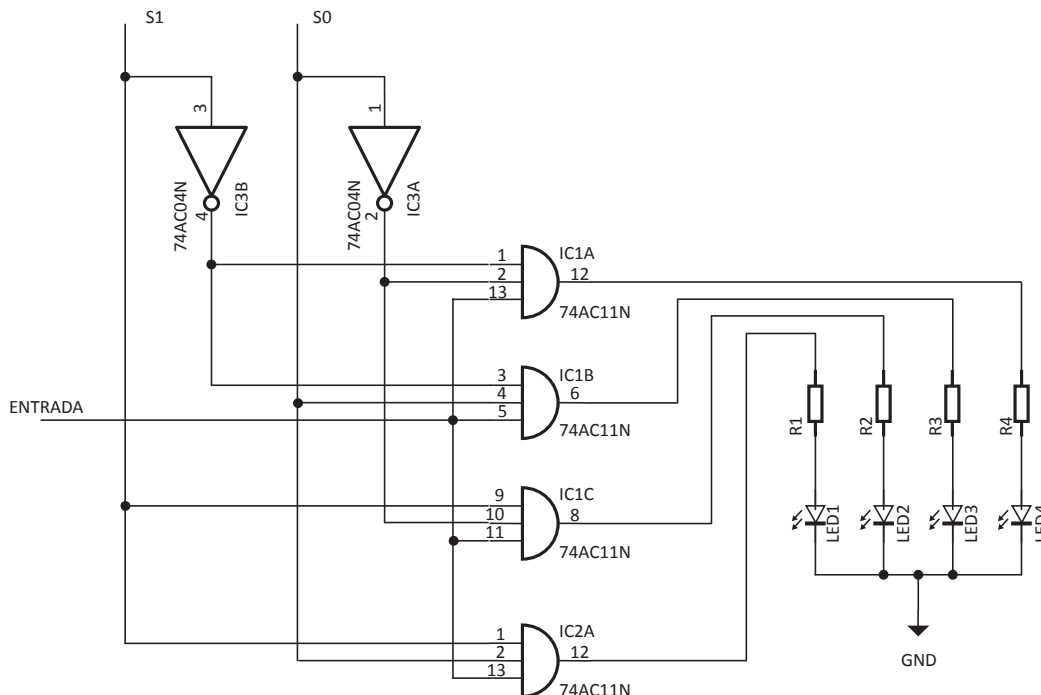 S1
S0
3
1
74AC04N
4
IC3B
74AC04N
2
IC3A
1
2
13
IC1A
12
74AC11N
3
4
5
IC1B
6
74AC11N
ENTRADA
R1
R2
R3
R4
9
10
11
IC1C
8
74AC11N
LED1
LED2
LED3
LED4
1
2
13
IC2A
12
74AC11N
GND